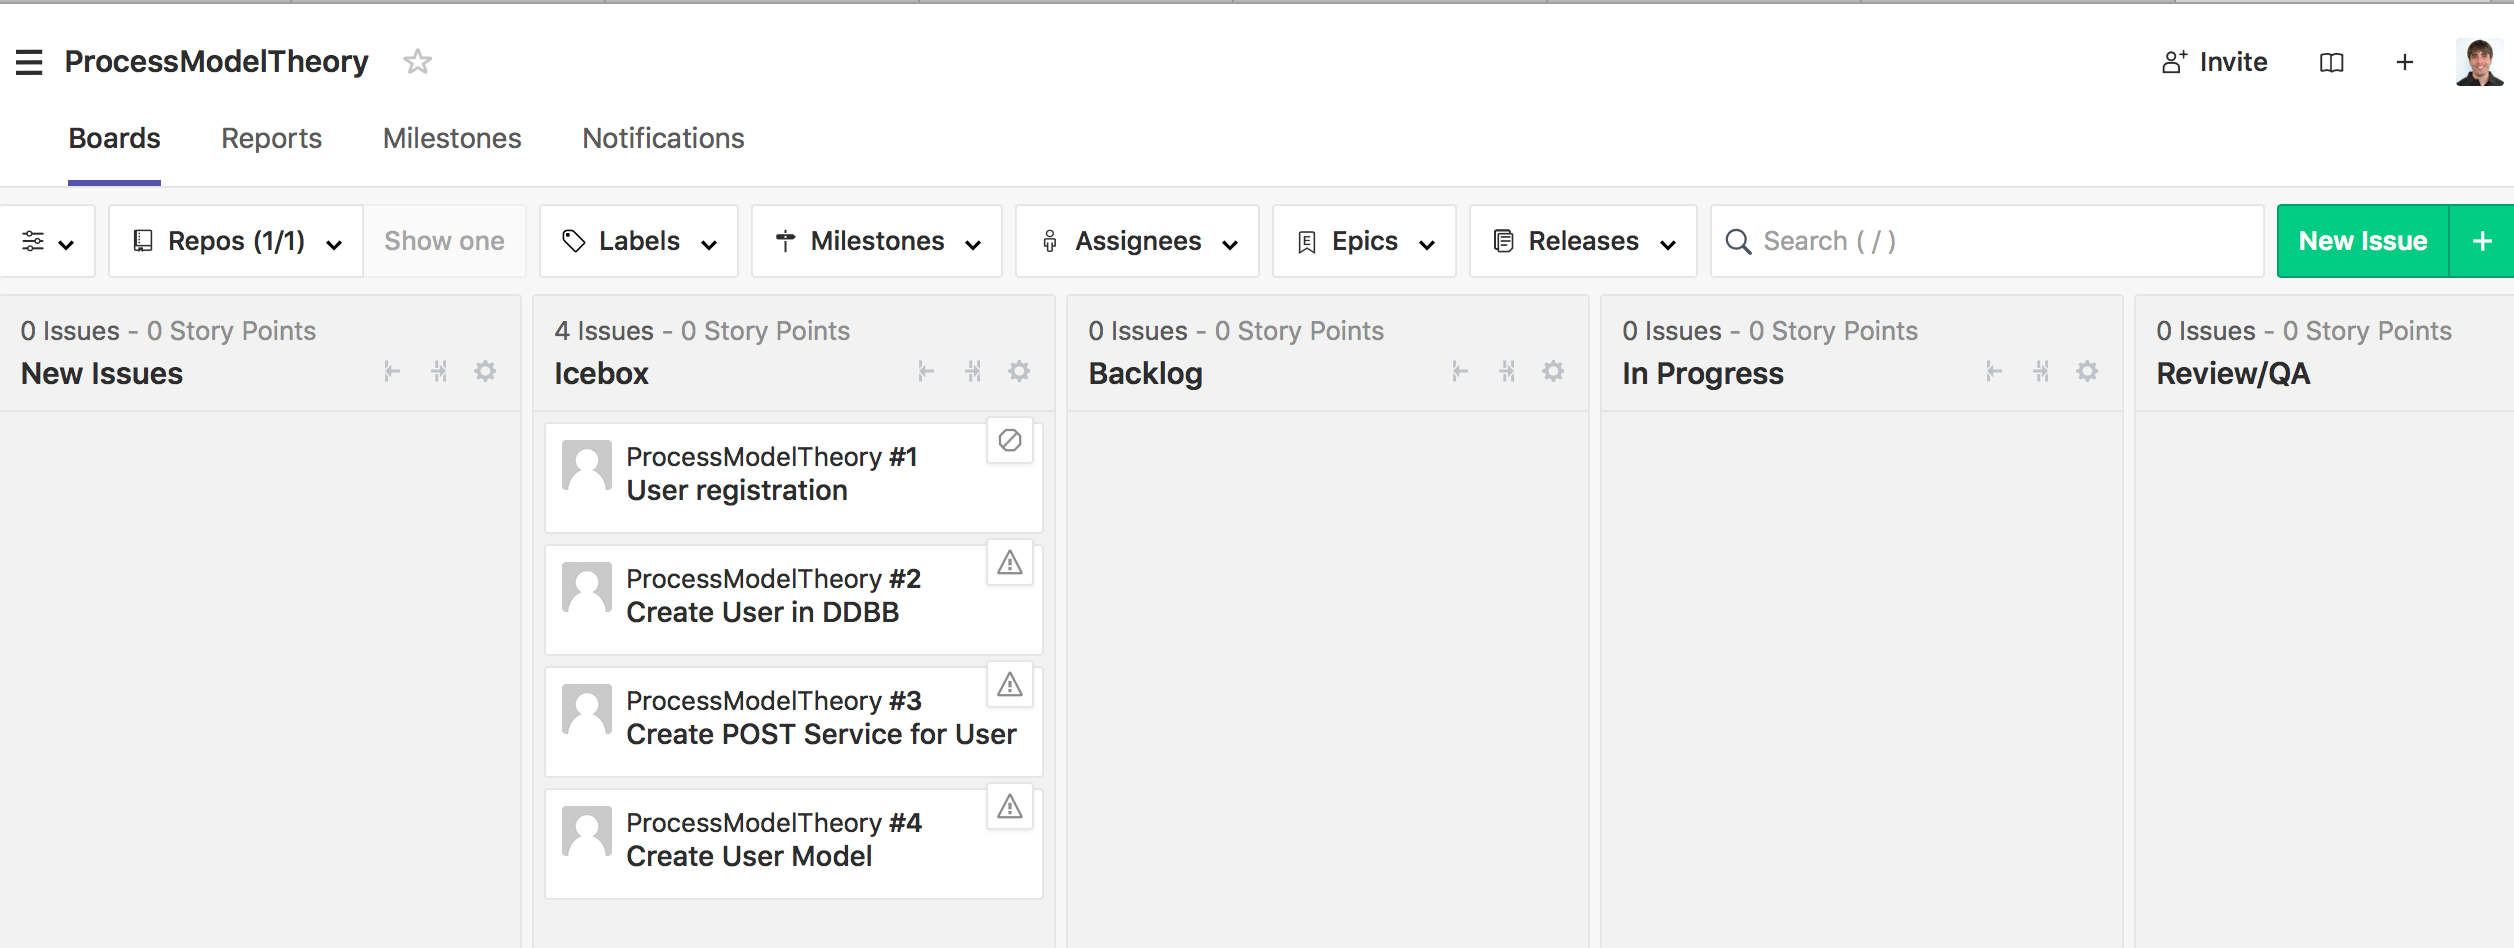 ProcessModelTheory
Invite
Boards Reports Milestones Notifications
Repos (1/1) Show one Labels Milestones Assignees Epics Releases Search ( / ) New Issue +
0 Issues - 0 Story Points
New Issues
4 Issues - 0 Story Points
Icebox
ProcessModelTheory #1
User registration
ProcessModelTheory #2
Create User in DDBB
ProcessModelTheory #3
Create POST Service for User
ProcessModelTheory #4
Create User Model
0 Issues - 0 Story Points
Backlog
0 Issues - 0 Story Points
In Progress
0 Issues - 0 Story Points
Review/QA